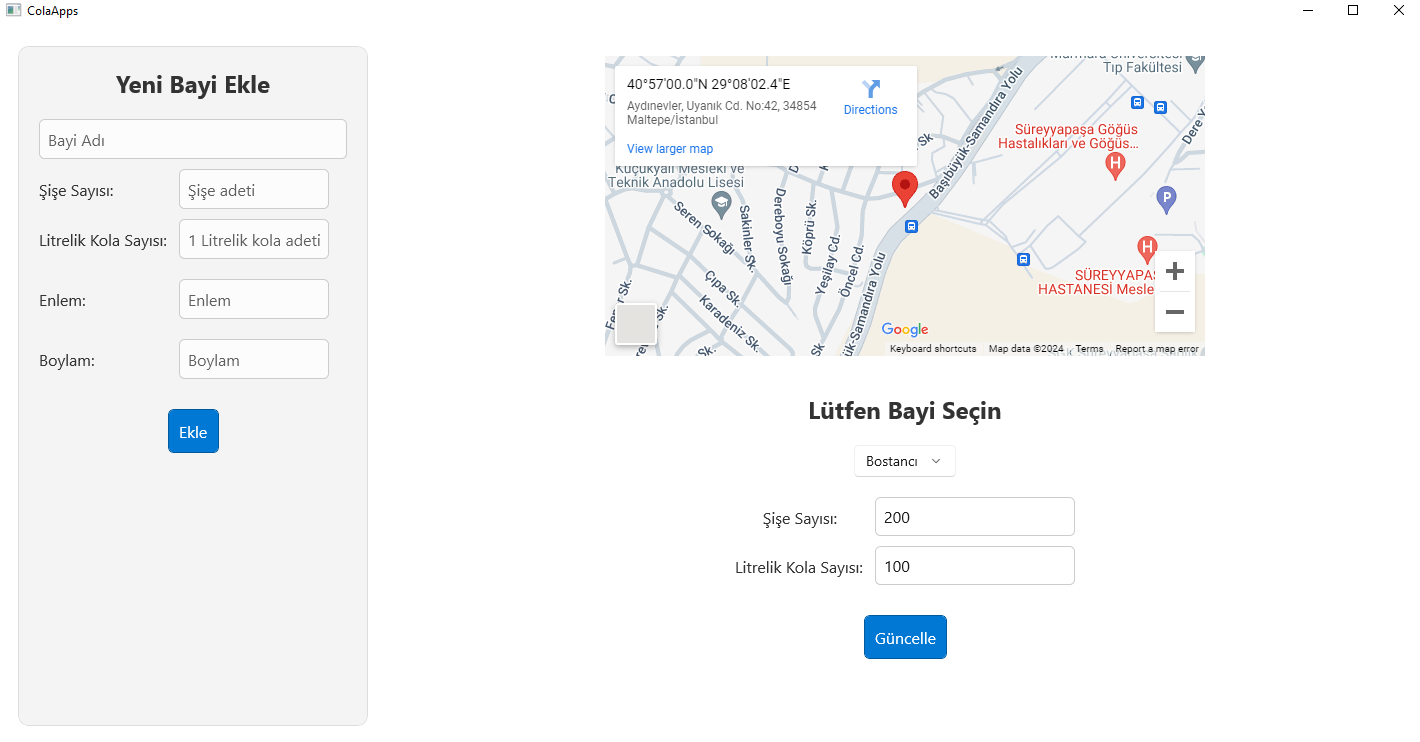 ColaApps
Yeni Bayi Ekle
Bayi Adı
Şişe Sayısı:
Şişe adeti
Litrelik Kola Sayısı:
1 Litrelik kola adeti
Enlem:
Enlem
Boylam:
Boylam
Ekle
40°57'00.0"N 29°08'02.4"E
Aydınevler, Uyanık Cd. No:42, 34854
Maltepe/İstanbul
View larger map
Directions
Tıp Fakültesi
Süreyyapaşa Göğüs
Hastalıkları ve Göğüs...
Küçükyalı Mesleki ve
Teknik Anadolu Lisesi
Başıbüyük-Samandıra Yolu
Dere
P
H
H
Seren Sokağı
Sakinler Sk.
Dereboyu Sokağı
Köprü Sk.
Yeşilay Cd.
Öncel Cd.
Çıpa Sk.
Karadeniz Sk.
-Samandıra Yolu
SÜREYYAPAŞ
HASTANESİ Mesle
Google
Keyboard shortcuts
Map data ©2024
Terms
Report a map error
Lütfen Bayi Seçin
Bostancı
Şişe Sayısı:
200
Litrelik Kola Sayısı:
100
Güncelle